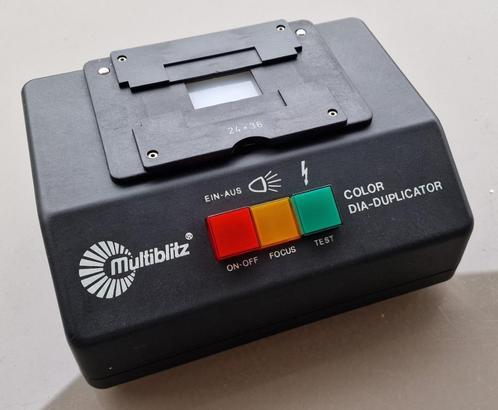 24×36
EIN-AUS
COLOR
DIA-DUPLICATOR
Multiblitz®
ON-OFF FOCUS TEST